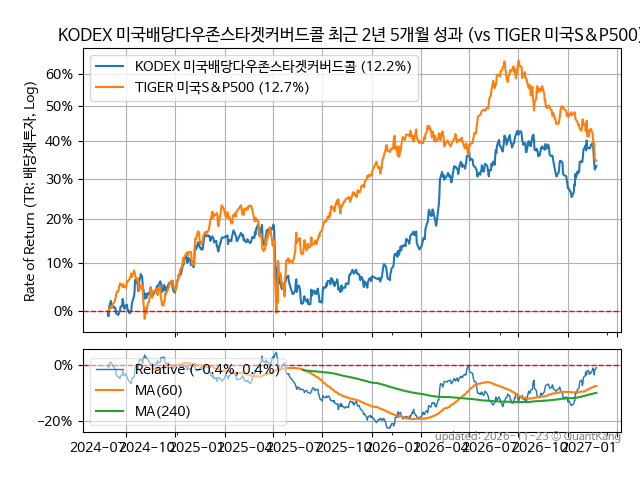 KODEX 미국배당다우존스타겟커버드콜 최근 2년 5개월 성과 (vs TIGER 미국S&P500)
KODEX 미국배당다우존스타겟커버드콜 (12.2%)
TIGER 미국S&P500 (12.7%)
Rate of Return (TR: 배당재투자, Log)
60%
50%
40%
30%
20%
10%
0%
Relative (−0.4%, 0.4%)
MA(60)
MA(240)
0%
−20%
2024-07
2024-10
2025-01
2025-04
2025-07
2025-10
2026-01
2026-04
2026-07
2026-10
2027-01
updated: 2026-11-23 © QuantKang